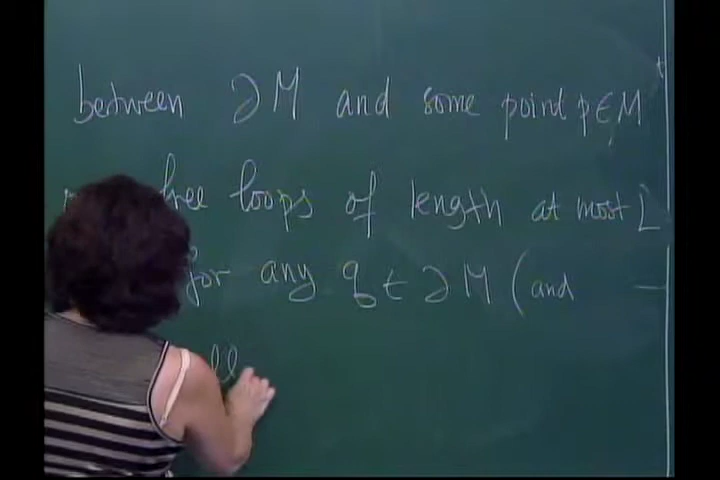 between ∂M and some point p∈M
free loops of length at most L
for any q ∈ ∂M (and